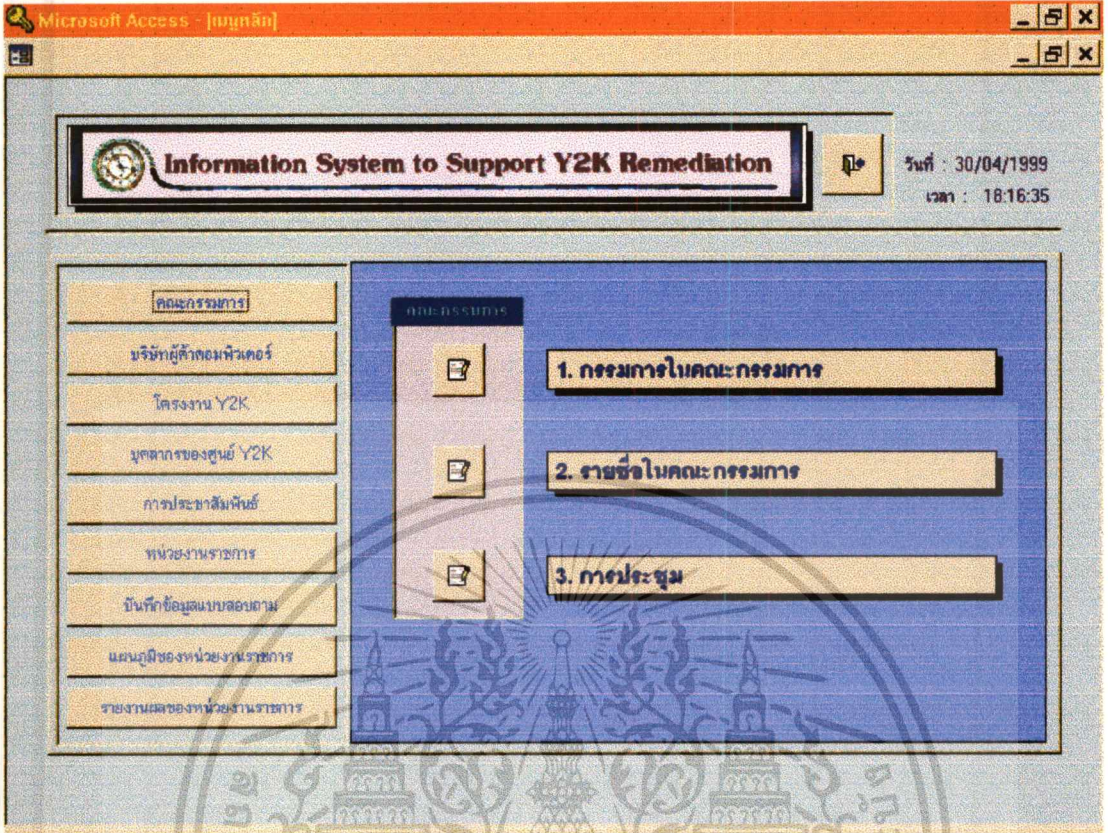 Microsoft Access - [เมนูหลัก]
Information System to Support Y2K Remediation
วันที่ : 30/04/1999
เวลา : 18:16:35
คณะกรรมการ
บริษัทผู้ค้าคอมพิวเตอร์
โครงงาน Y2K
บุคลากรของศูนย์ Y2K
การประชาสัมพันธ์
หน่วยงานราชการ
บันทึกข้อมูลแบบสอบถาม
แผนภูมิของหน่วยงานราชการ
รายงานผลของหน่วยงานราชการ
คณะกรรมการ
1. กรรมการในคณะกรรมการ
2. รายชื่อในคณะกรรมการ
3. การประชุม